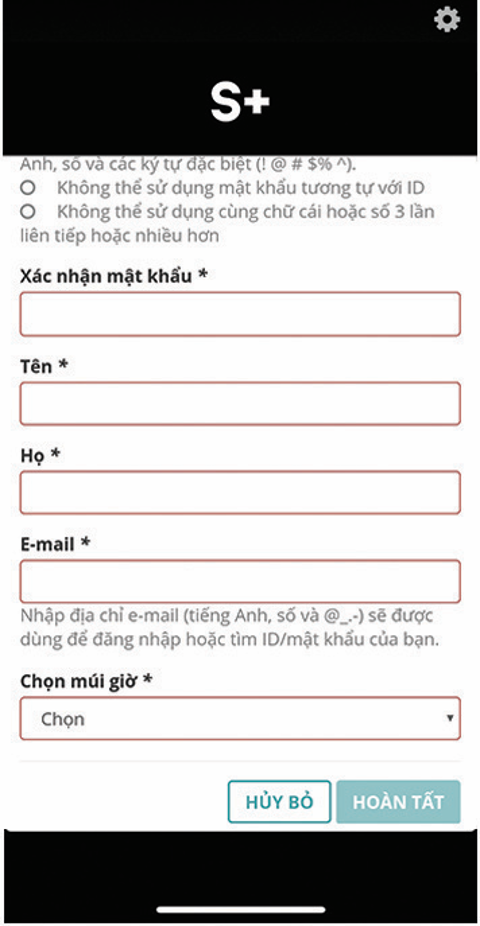 S+
Anh, số và các ký tự đặc biệt (! @ # $% ^).
Không thể sử dụng mật khẩu tương tự với ID
Không thể sử dụng cùng chữ cái hoặc số 3 lần
liên tiếp hoặc nhiều hơn
Xác nhận mật khẩu *
Tên *
Họ *
E-mail *
Nhập địa chỉ e-mail (tiếng Anh, số và @_.-) sẽ được
dùng để đăng nhập hoặc tìm ID/mật khẩu của bạn.
Chọn múi giờ *
Chọn
HỦY BỎ HOÀN TẤT